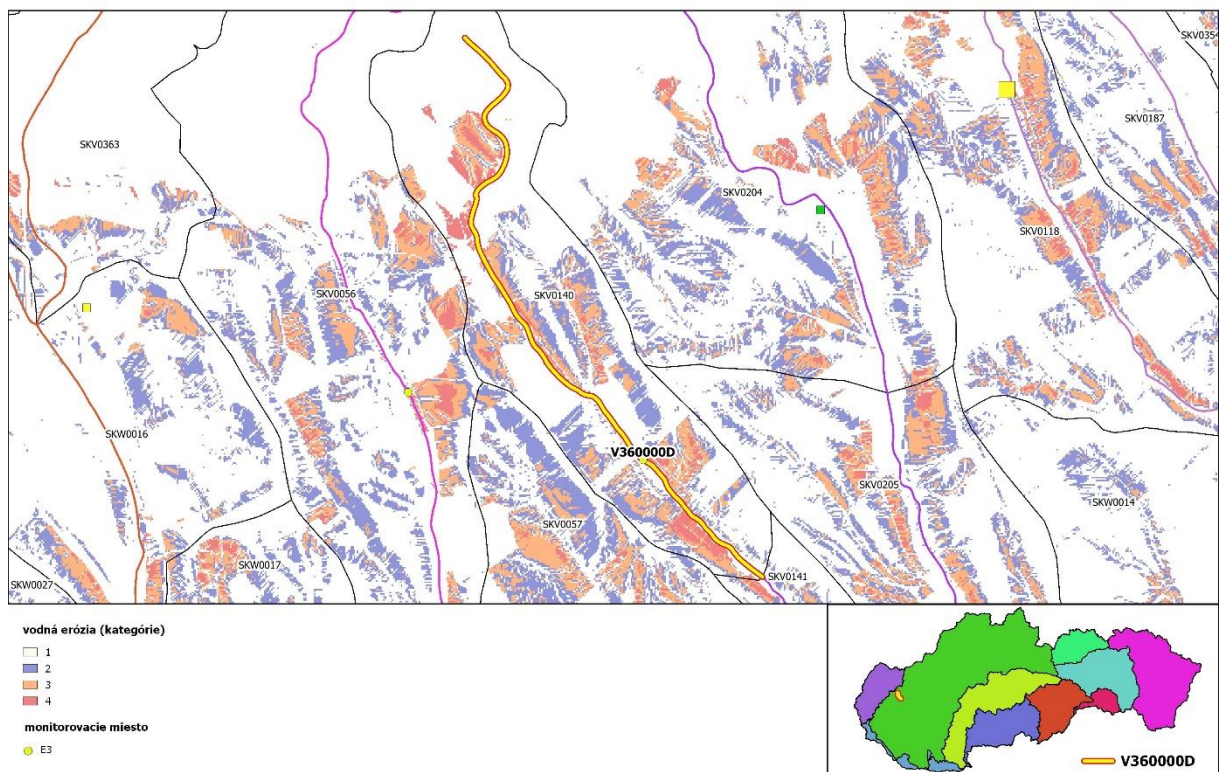 SKV0354
SKV0363
SKV0187
SKV0204
SKV0118
SKV0056
SKV0140
SKW0016
V360000D
SKV0205
SKW0014
SKV0057
SKW0017
SKW0027
SKV0141
vodná erózia (kategórie)
1
2
3
4
monitorovacie miesto
E3
V360000D